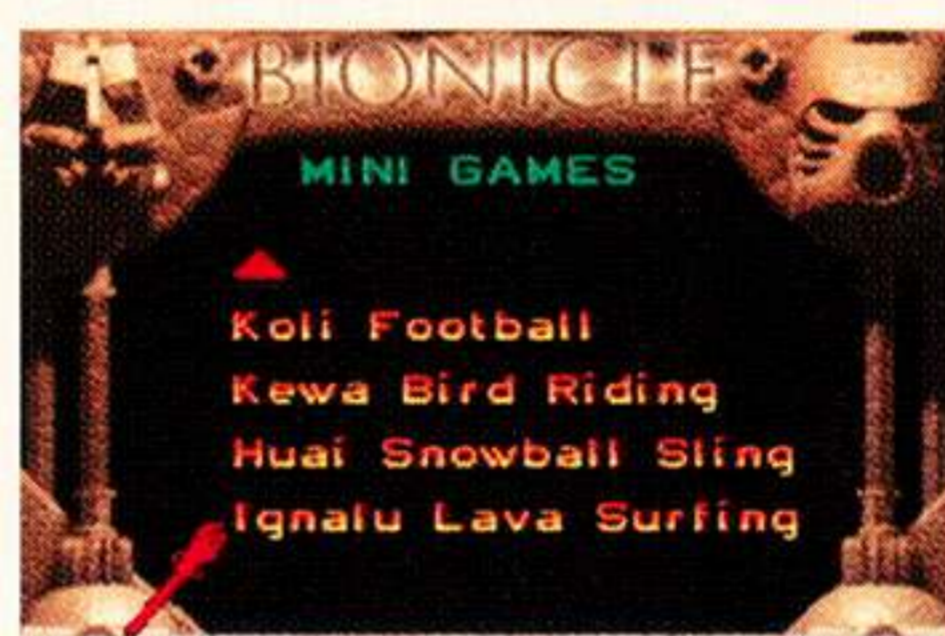 BIONICLE
MINI GAMES
Koli Football
Kewa Bird Riding
Huai Snowball Sling
Ignalu Lava Surfing